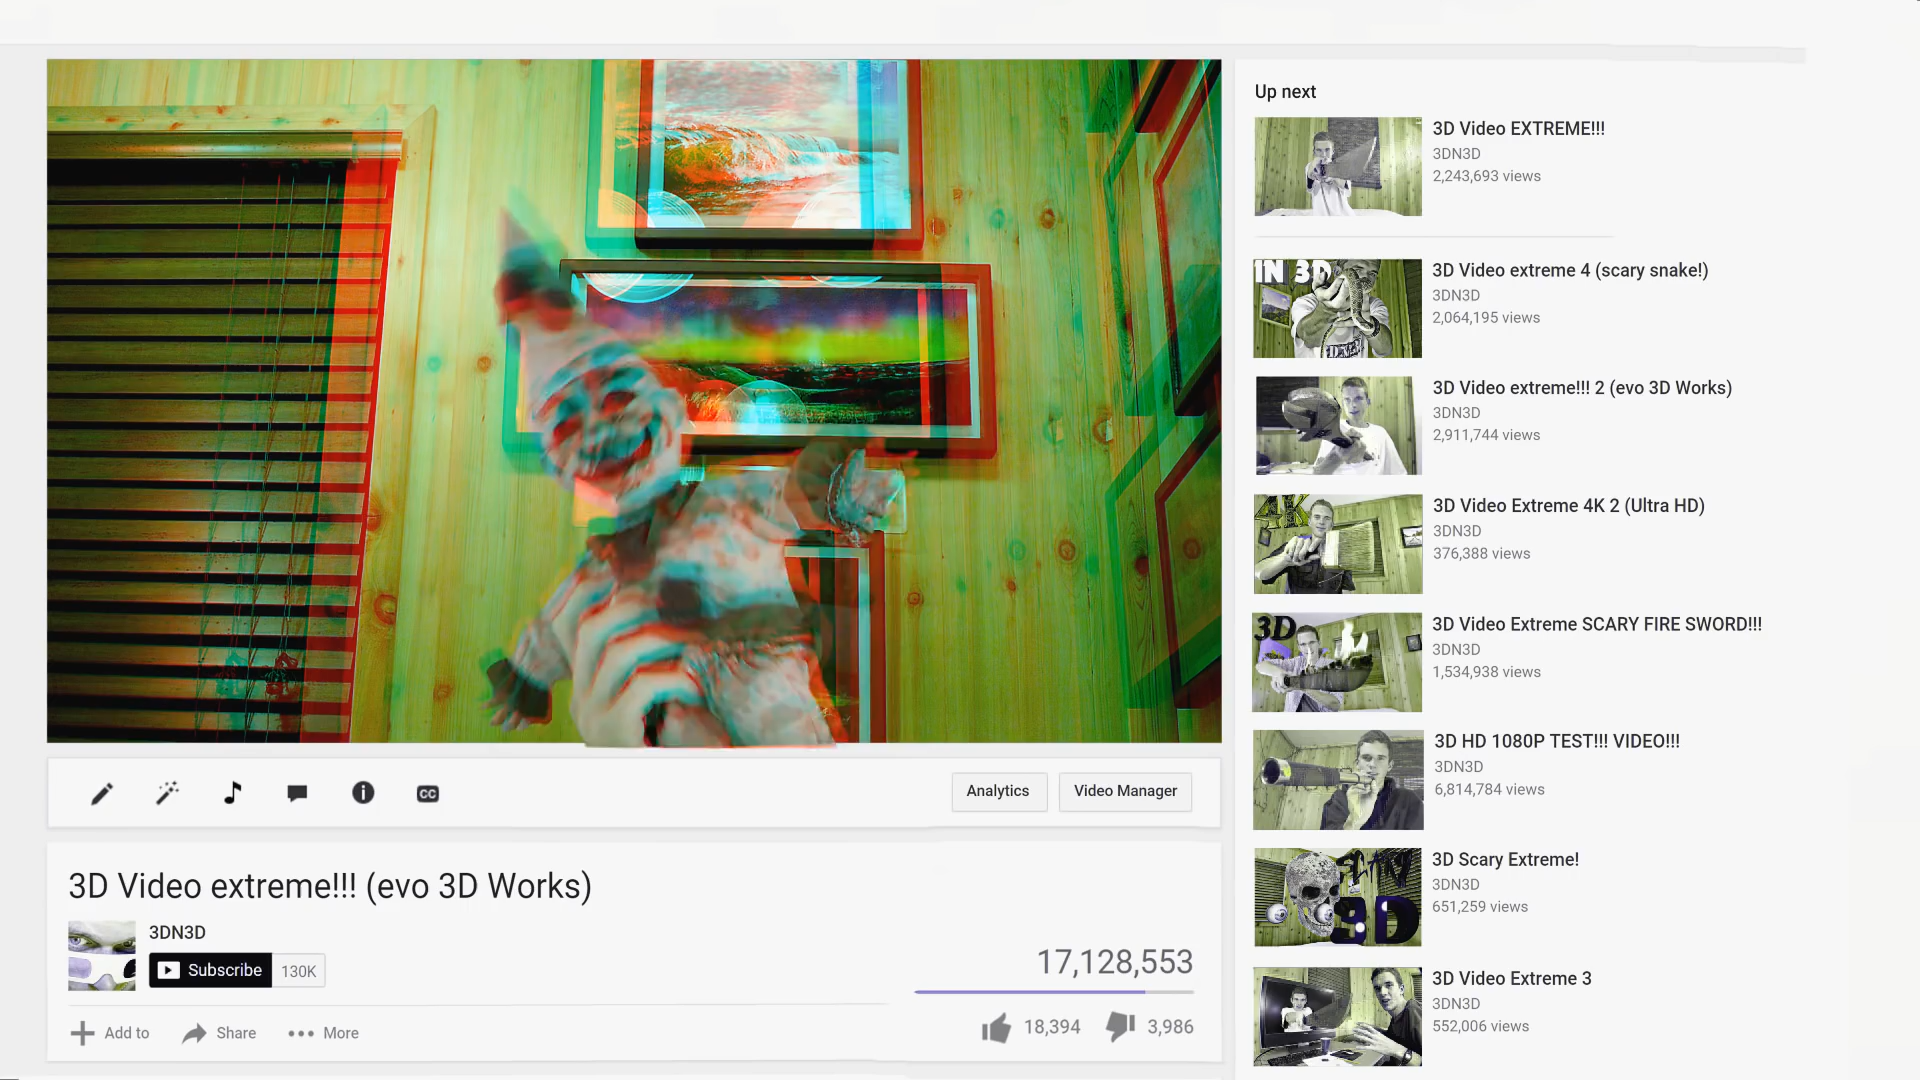 Up next
3D Video EXTREME!!!
3DN3D
2,243,693 views
IN 3D
3D Video extreme 4 (scary snake!)
3DN3D
2,064,195 views
3D Video extreme!!! 2 (evo 3D Works)
3DN3D
2,911,744 views
4K
3D Video Extreme 4K 2 (Ultra HD)
3DN3D
376,388 views
3D
3D Video Extreme SCARY FIRE SWORD!!!
3DN3D
1,534,938 views
3D HD 1080P TEST!!! VIDEO!!!
3DN3D
6,814,784 views
SCARY
3D
3D Scary Extreme!
3DN3D
651,259 views
3D Video Extreme 3
3DN3D
552,006 views
CC
Analytics
Video Manager
3D Video extreme!!! (evo 3D Works)
3DN3D
Subscribe 130K
17,128,553
Add to Share More
18,394 3,986